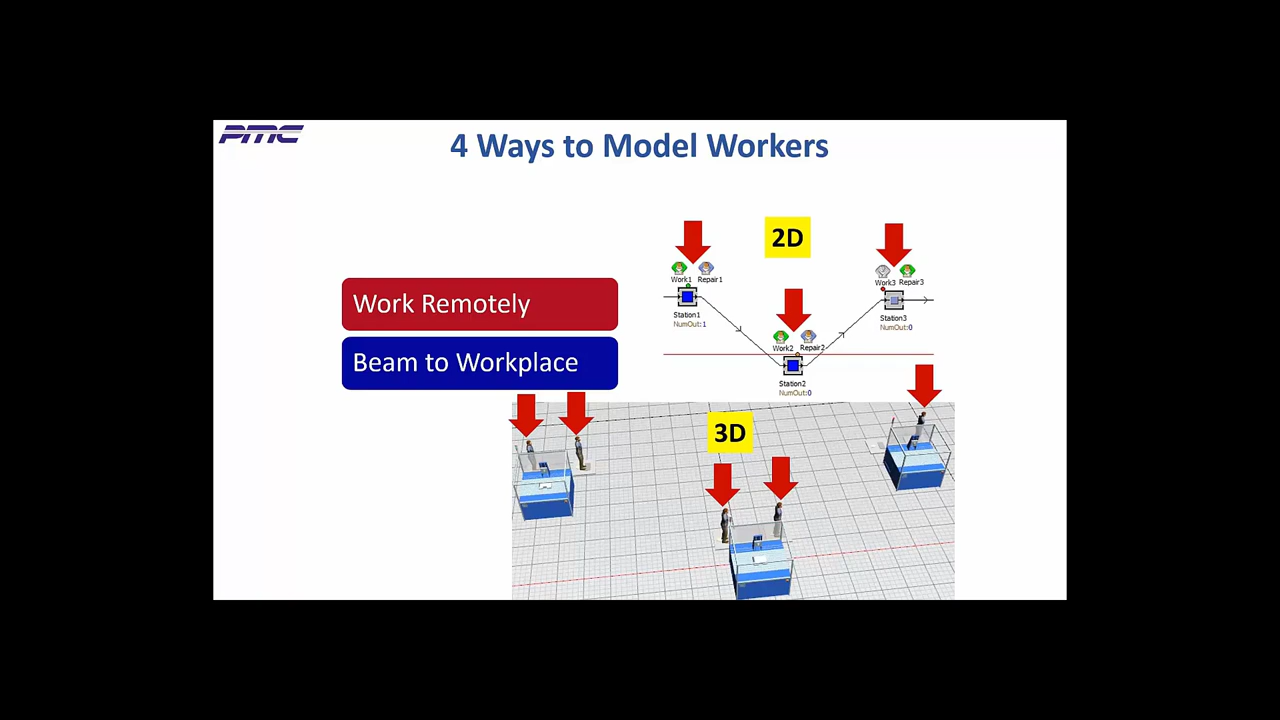 PMC
4 Ways to Model Workers
2D
Work1 Repair1
Work3 Repair3
Work Remotely
Station1
NumOut:1
Station3
NumOut:0
Work2 Repair2
Beam to Workplace
Station2
NumOut:0
3D